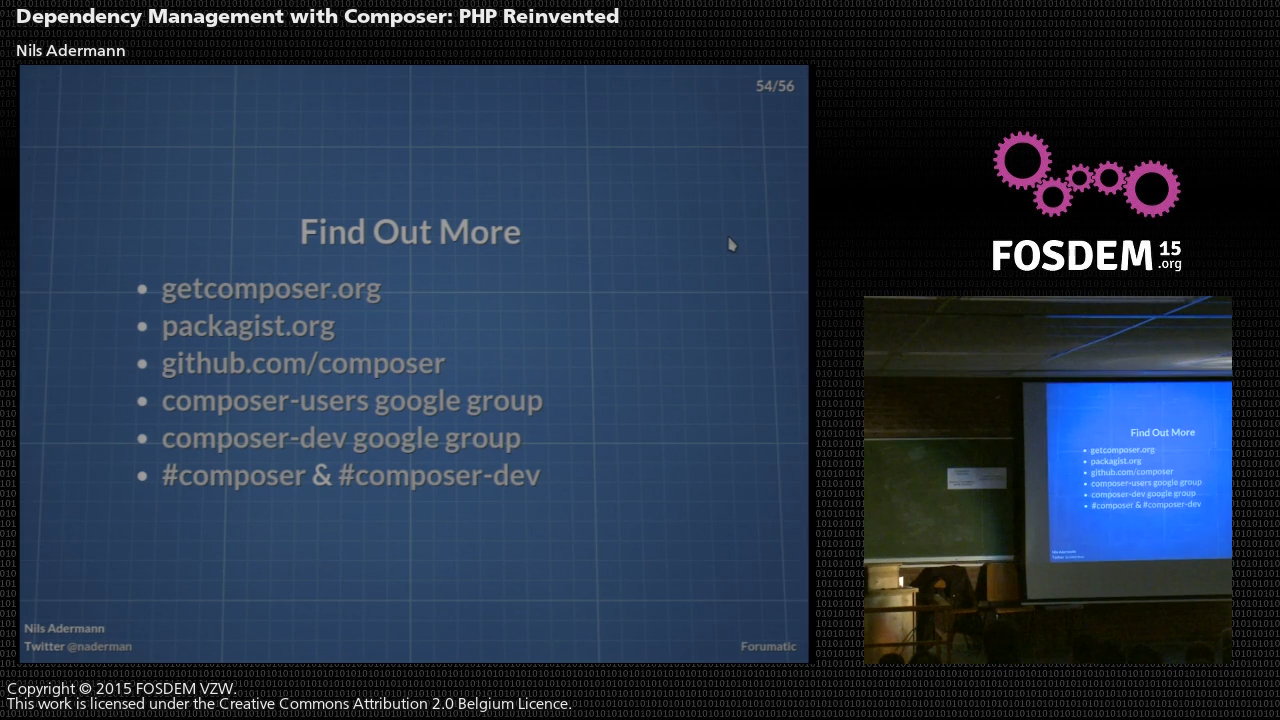 Dependency Management with Composer: PHP Reinvented
Nils Adermann
54/56
Find Out More
• getcomposer.org
• packagist.org
• github.com/composer
• composer-users google group
• composer-dev google group
• #composer & #composer-dev
Nils Adermann
Twitter @naderman
Forumatic
FOSDEM 15
.org
Find Out More
• getcomposer.org
• packagist.org
• github.com/composer
• composer-users google group
• composer-dev google group
• #composer & #composer-dev
Copyright © 2015 FOSDEM VZW.
This work is licensed under the Creative Commons Attribution 2.0 Belgium Licence.